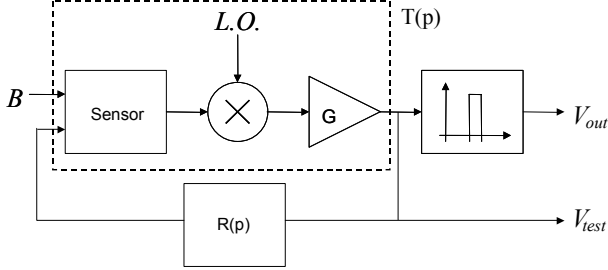 L.O.
T(p)
B
Sensor
G
V_out
R(p)
V_test